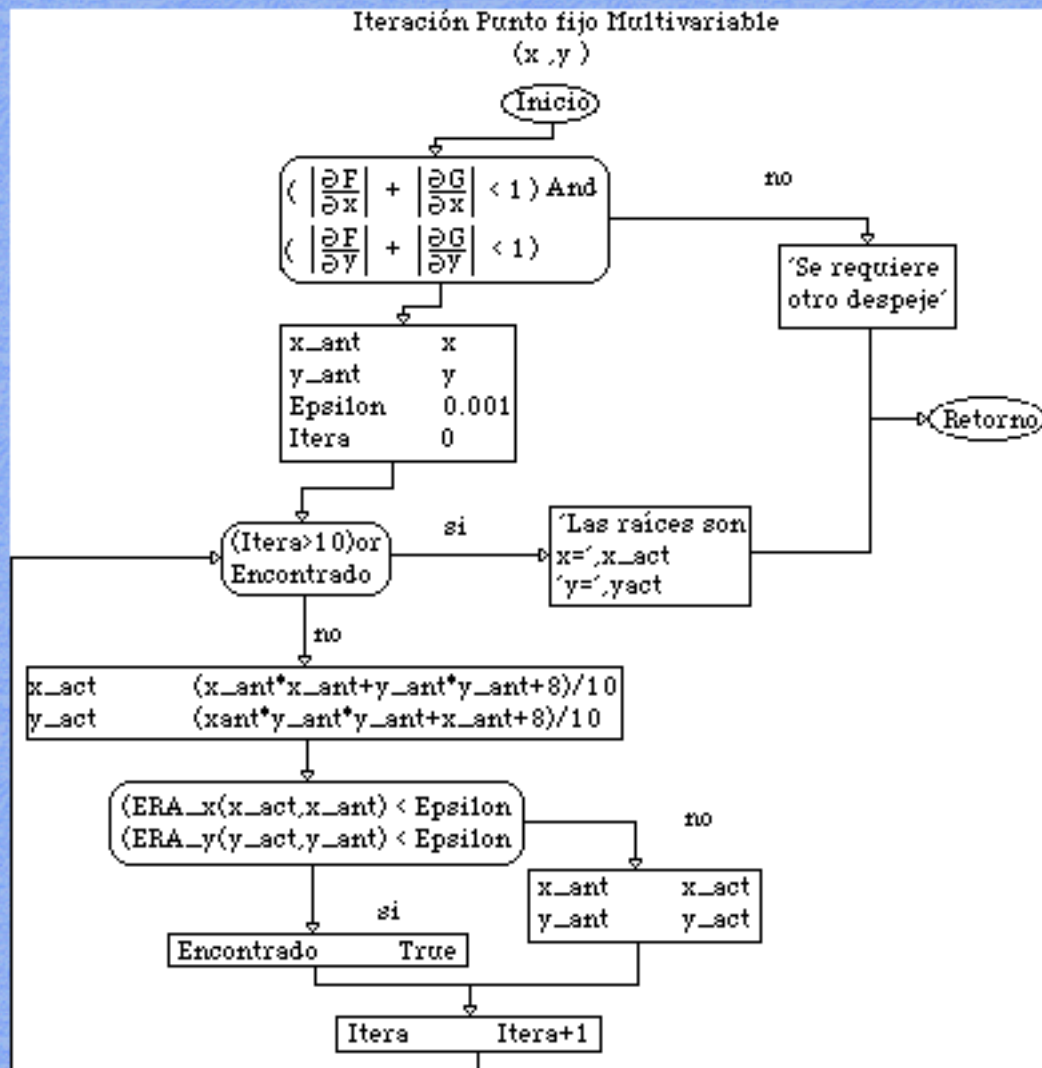 Iteración Punto fijo Multivariable
(x ,y )
Inicio
( |∂F/∂x| + |∂G/∂x| < 1 ) And
( |∂F/∂y| + |∂G/∂y| < 1)
no
´Se requiere
otro despeje´
x_ant x
y_ant y
Epsilon 0.001
Itera 0
Retorno
(Itera>10)or
Encontrado
si
´Las raíces son
x=´,x_act
´y=´,yact
no
x_act (x_ant*x_ant+y_ant*y_ant+8)/10
y_act (xant*y_ant*y_ant+x_ant+8)/10
(ERA_x(x_act,x_ant) < Epsilon
(ERA_y(y_act,y_ant) < Epsilon
no
x_ant x_act
y_ant y_act
si
Encontrado True
Itera Itera+1